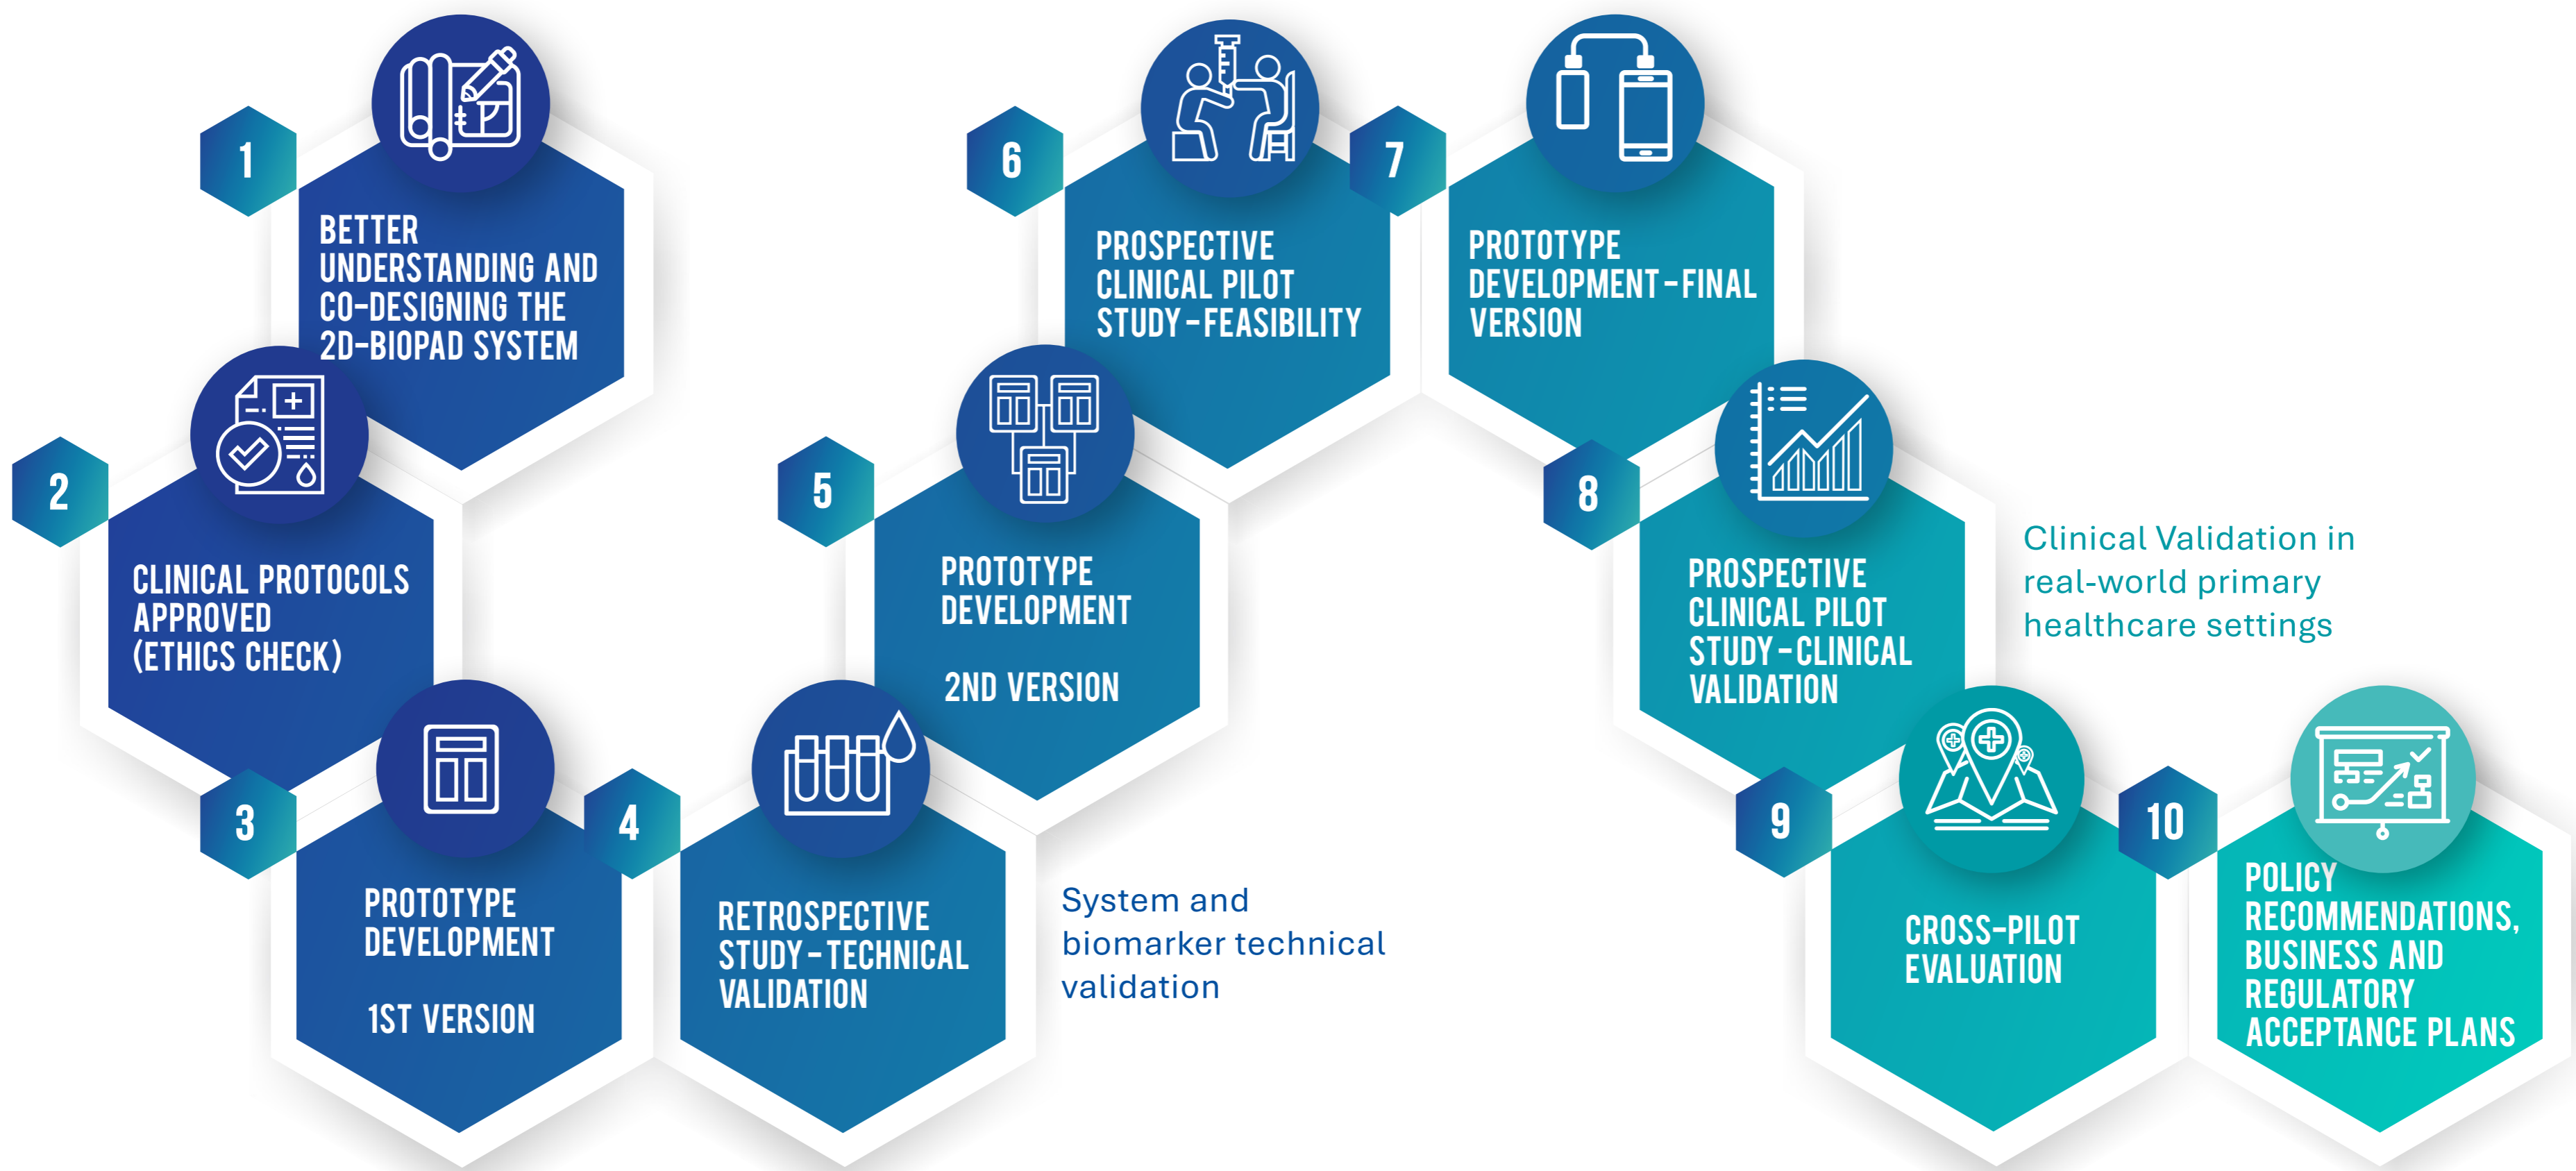 1
BETTER
UNDERSTANDING AND
CO-DESIGNING THE
2D-BIOPAD SYSTEM
2
CLINICAL PROTOCOLS
APPROVED
(ETHICS CHECK)
3
PROTOTYPE
DEVELOPMENT
1ST VERSION
4
RETROSPECTIVE
STUDY–TECHNICAL
VALIDATION
System and
biomarker technical
validation
5
PROTOTYPE
DEVELOPMENT
2ND VERSION
6
PROSPECTIVE
CLINICAL PILOT
STUDY–FEASIBILITY
7
PROTOTYPE
DEVELOPMENT–FINAL
VERSION
8
PROSPECTIVE
CLINICAL PILOT
STUDY–CLINICAL
VALIDATION
Clinical Validation in
real-world primary
healthcare settings
9
CROSS-PILOT
EVALUATION
10
POLICY
RECOMMENDATIONS,
BUSINESS AND
REGULATORY
ACCEPTANCE PLANS